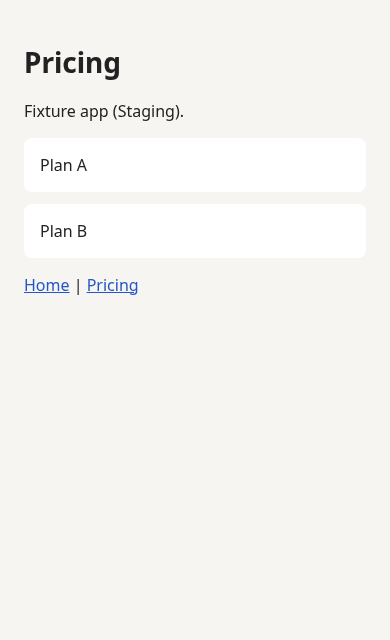 Pricing
Fixture app (Staging).
Plan A
Plan B
Home | Pricing